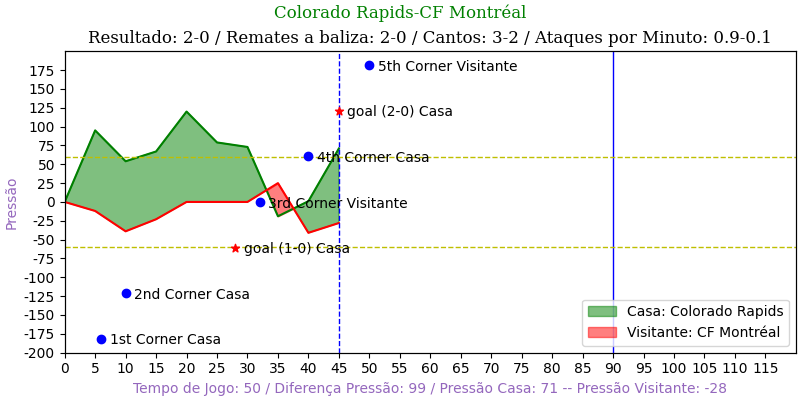 Colorado Rapids-CF Montréal
Resultado: 2-0 / Remates a baliza: 2-0 / Cantos: 3-2 / Ataques por Minuto: 0.9-0.1
Pressão
175
150
125
100
75
50
25
0
-25
-50
-75
-100
-125
-150
-175
-200
5th Corner Visitante
goal (2-0) Casa
4th Corner Casa
3rd Corner Visitante
goal (1-0) Casa
2nd Corner Casa
1st Corner Casa
Casa: Colorado Rapids
Visitante: CF Montréal
0 5 10 15 20 25 30 35 40 45 50 55 60 65 70 75 80 85 90 95 100 105 110 115
Tempo de Jogo: 50 / Diferença Pressão: 99 / Pressão Casa: 71 -- Pressão Visitante: -28